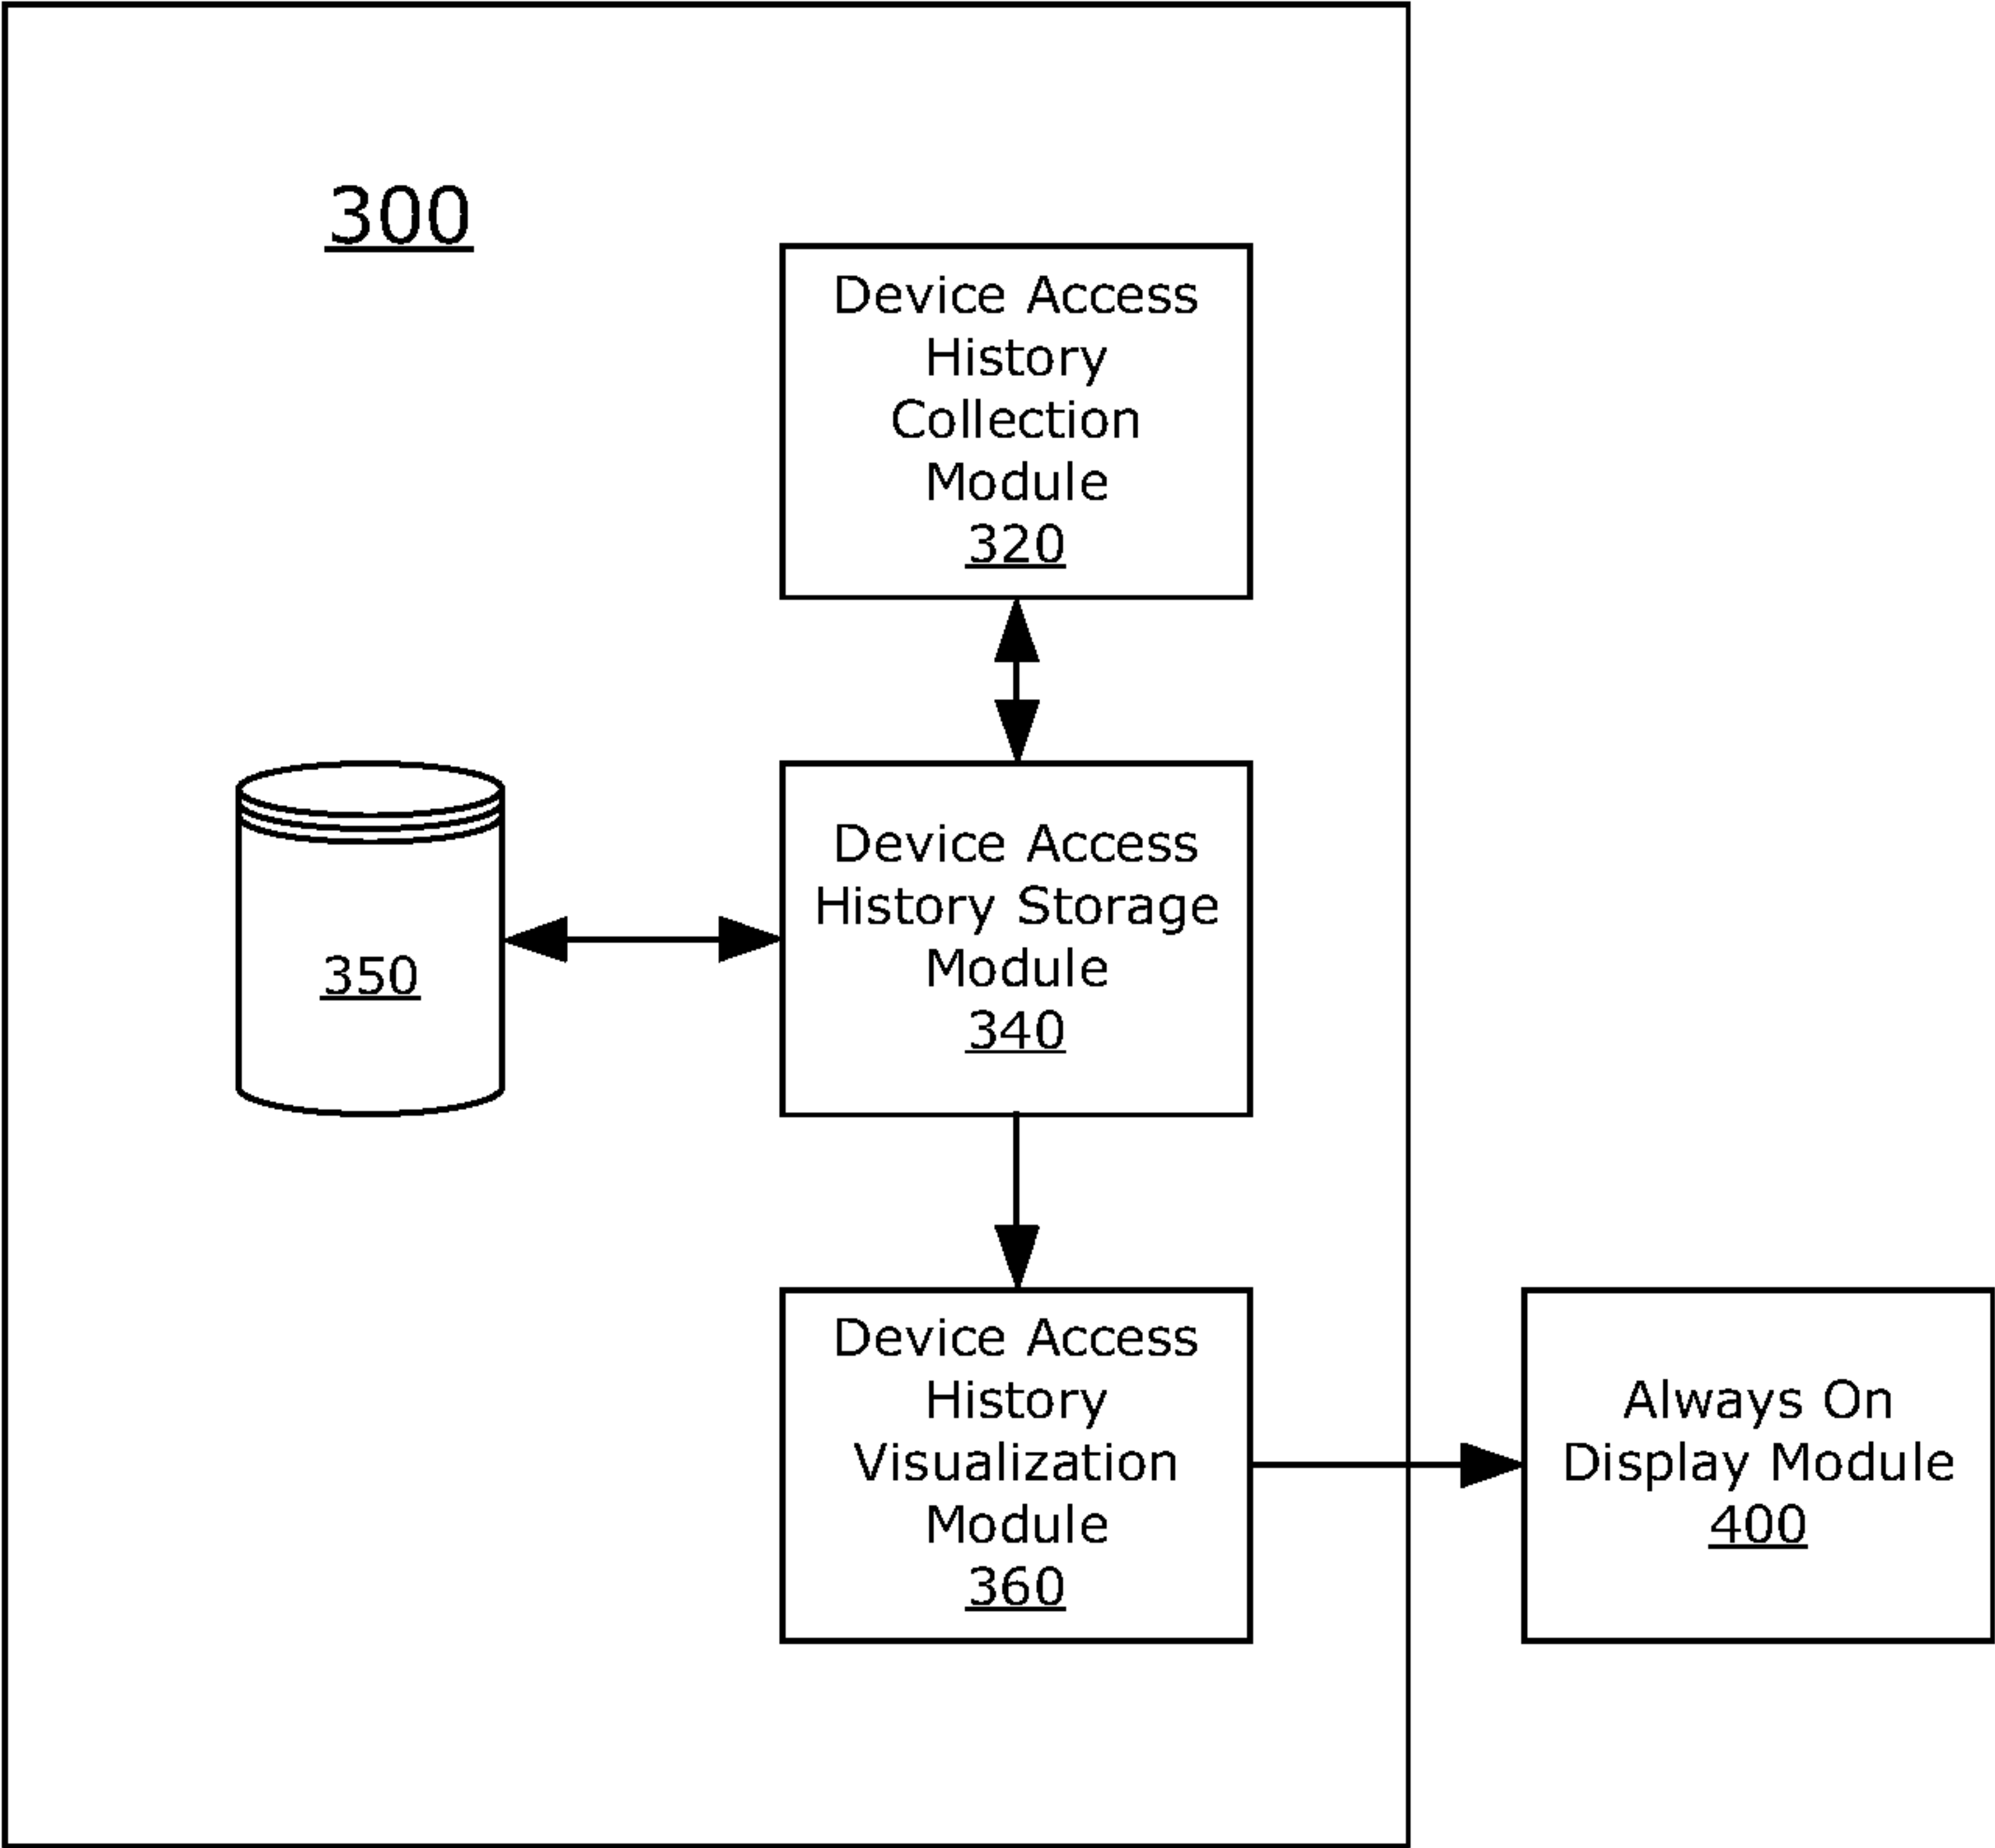 300
Device Access
History
Collection
Module
320
350
Device Access
History Storage
Module
340
Device Access
History
Visualization
Module
360
Always On
Display Module
400